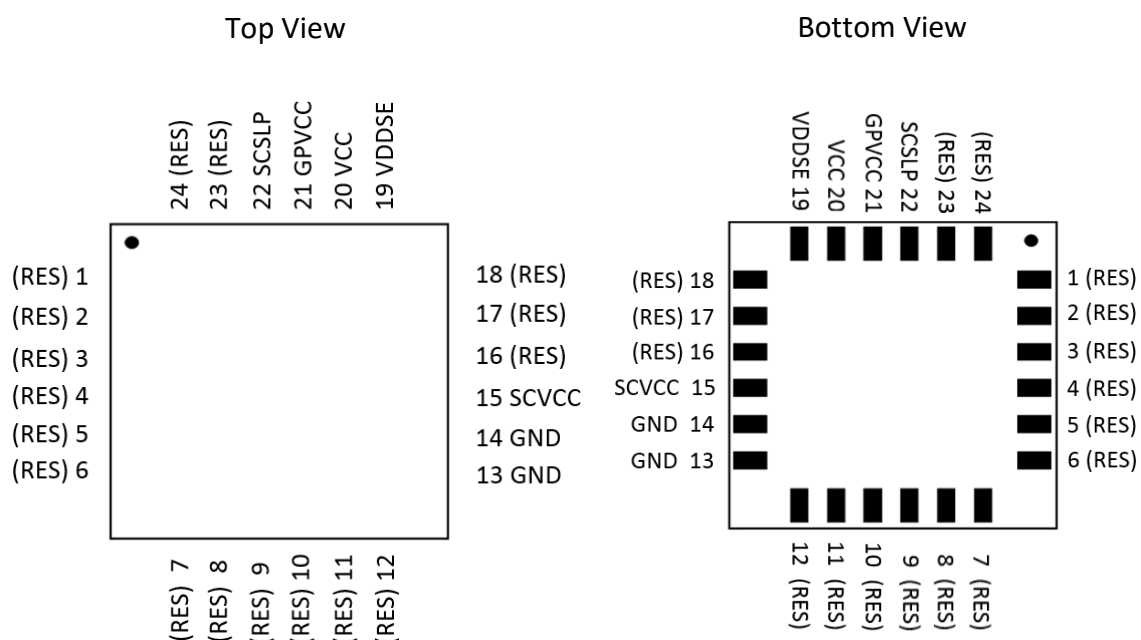 Top View
24 (RES)
23 (RES)
22 SCSLP
21 GPVCC
20 VCC
19 VDDSE
(RES) 1
(RES) 2
(RES) 3
(RES) 4
(RES) 5
(RES) 6
18 (RES)
17 (RES)
16 (RES)
15 SCVCC
14 GND
13 GND
(RES) 7
(RES) 8
(RES) 9
(RES) 10
(RES) 11
(RES) 12
Bottom View
VDDSE 19
VCC 20
GPVCC 21
SCSLP 22
(RES) 23
(RES) 24
(RES) 18
(RES) 17
(RES) 16
SCVCC 15
GND 14
GND 13
1 (RES)
2 (RES)
3 (RES)
4 (RES)
5 (RES)
6 (RES)
12 (RES)
11 (RES)
10 (RES)
9 (RES)
8 (RES)
7 (RES)